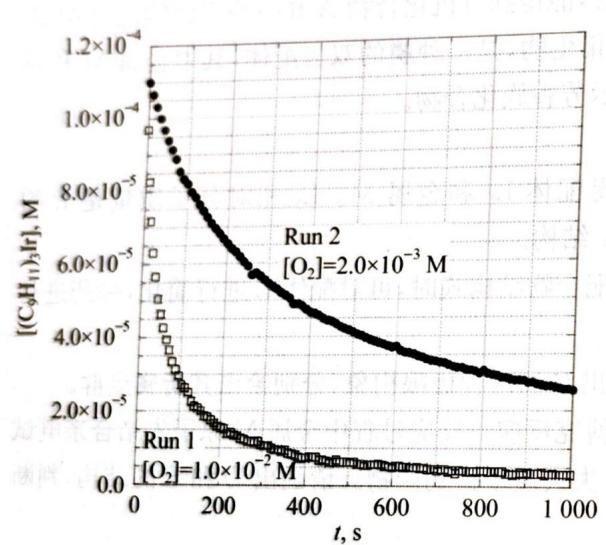 1.2×10⁻⁴
1.0×10⁻⁴
8.0×10⁻⁵
6.0×10⁻⁵
4.0×10⁻⁵
2.0×10⁻⁵
0.0
[(C₉H₁₁)₃Ir], M
Run 2
[O₂]=2.0×10⁻³ M
Run 1
[O₂]=1.0×10⁻² M
0 200 400 600 800 1 000
t, s